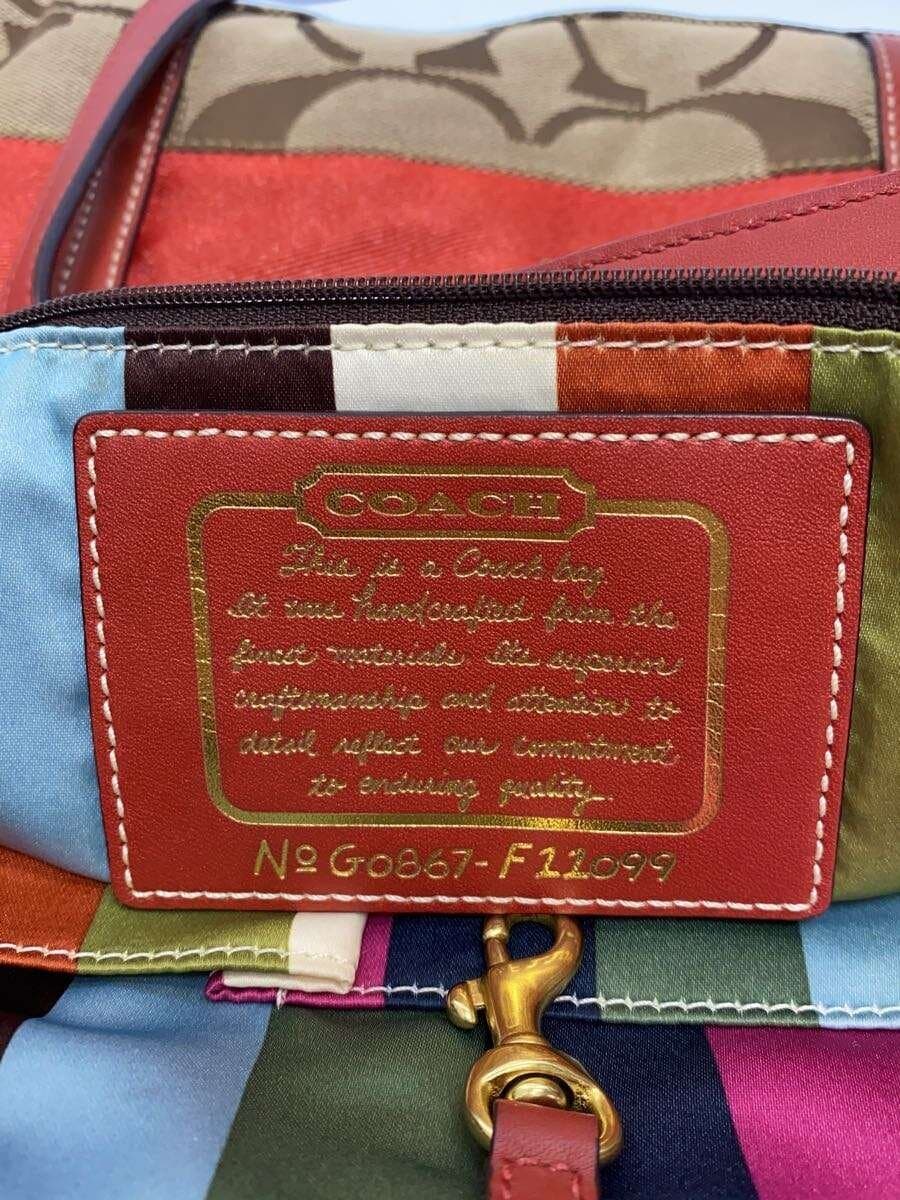 COACH
This is a Coach bag
It was handcrafted from the
finest materials Its superior
craftsmanship and attention to
detail reflect our commitment
to enduring quality.
No G0867-F11099